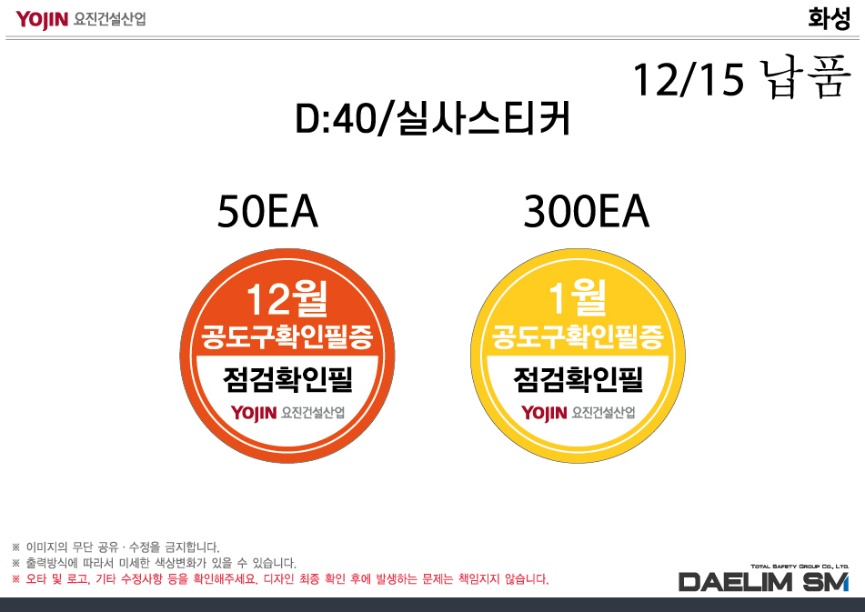 YOJIN 요진건설산업
화성
12/15 납품
D:40/실사스티커
50EA
300EA
12월
공도구확인필증
점검확인필
YOJIN 요진건설산업
1월
공도구확인필증
점검확인필
YOJIN 요진건설산업
※ 이미지의 무단 공유 · 수정을 금지합니다.
※ 출력방식에 따라서 미세한 색상변화가 있을 수 있습니다.
※ 오타 및 로고, 기타 수정사항 등을 확인해주세요. 디자인 최종 확인 후에 발생하는 문제는 책임지지 않습니다.
Total Safety Group Co., Ltd.
DAELIM SM